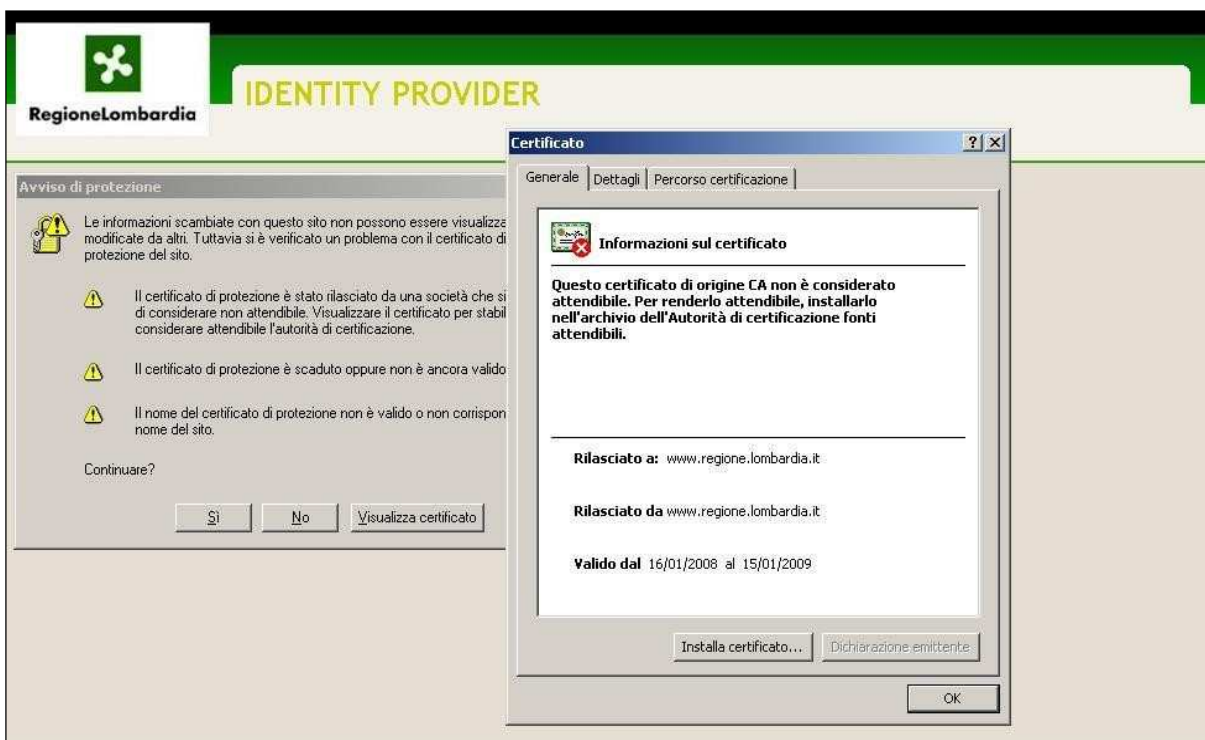 RegioneLombardia
IDENTITY PROVIDER
Avviso di protezione
Le informazioni scambiate con questo sito non possono essere
modificate da altri. Tuttavia si è verificato un problema con il certificato di
protezione del sito.
Il certificato di protezione è stato rilasciato da una società che si
di considerare non attendibile. Visualizzare il certificato per
considerare attendibile l'autorità di certificazione.
Il certificato di protezione è scaduto oppure non è ancora valido
Il nome del certificato di protezione non è valido o non
nome del sito.
Continuare?
Sì
No
Visualizza certificato
Certificato
Generale
Dettagli
Percorso certificazione
Informazioni sul certificato
Questo certificato di origine CA non è considerato
attendibile. Per renderlo attendibile, installarlo
nell'archivio dell'Autorità di certificazione fonti
attendibili.
Rilasciato a: www.regione.lombardia.it
Rilasciato da www.regione.lombardia.it
Valido dal 16/01/2008 al 15/01/2009
Installa certificato...
Dichiarazione emittente
OK